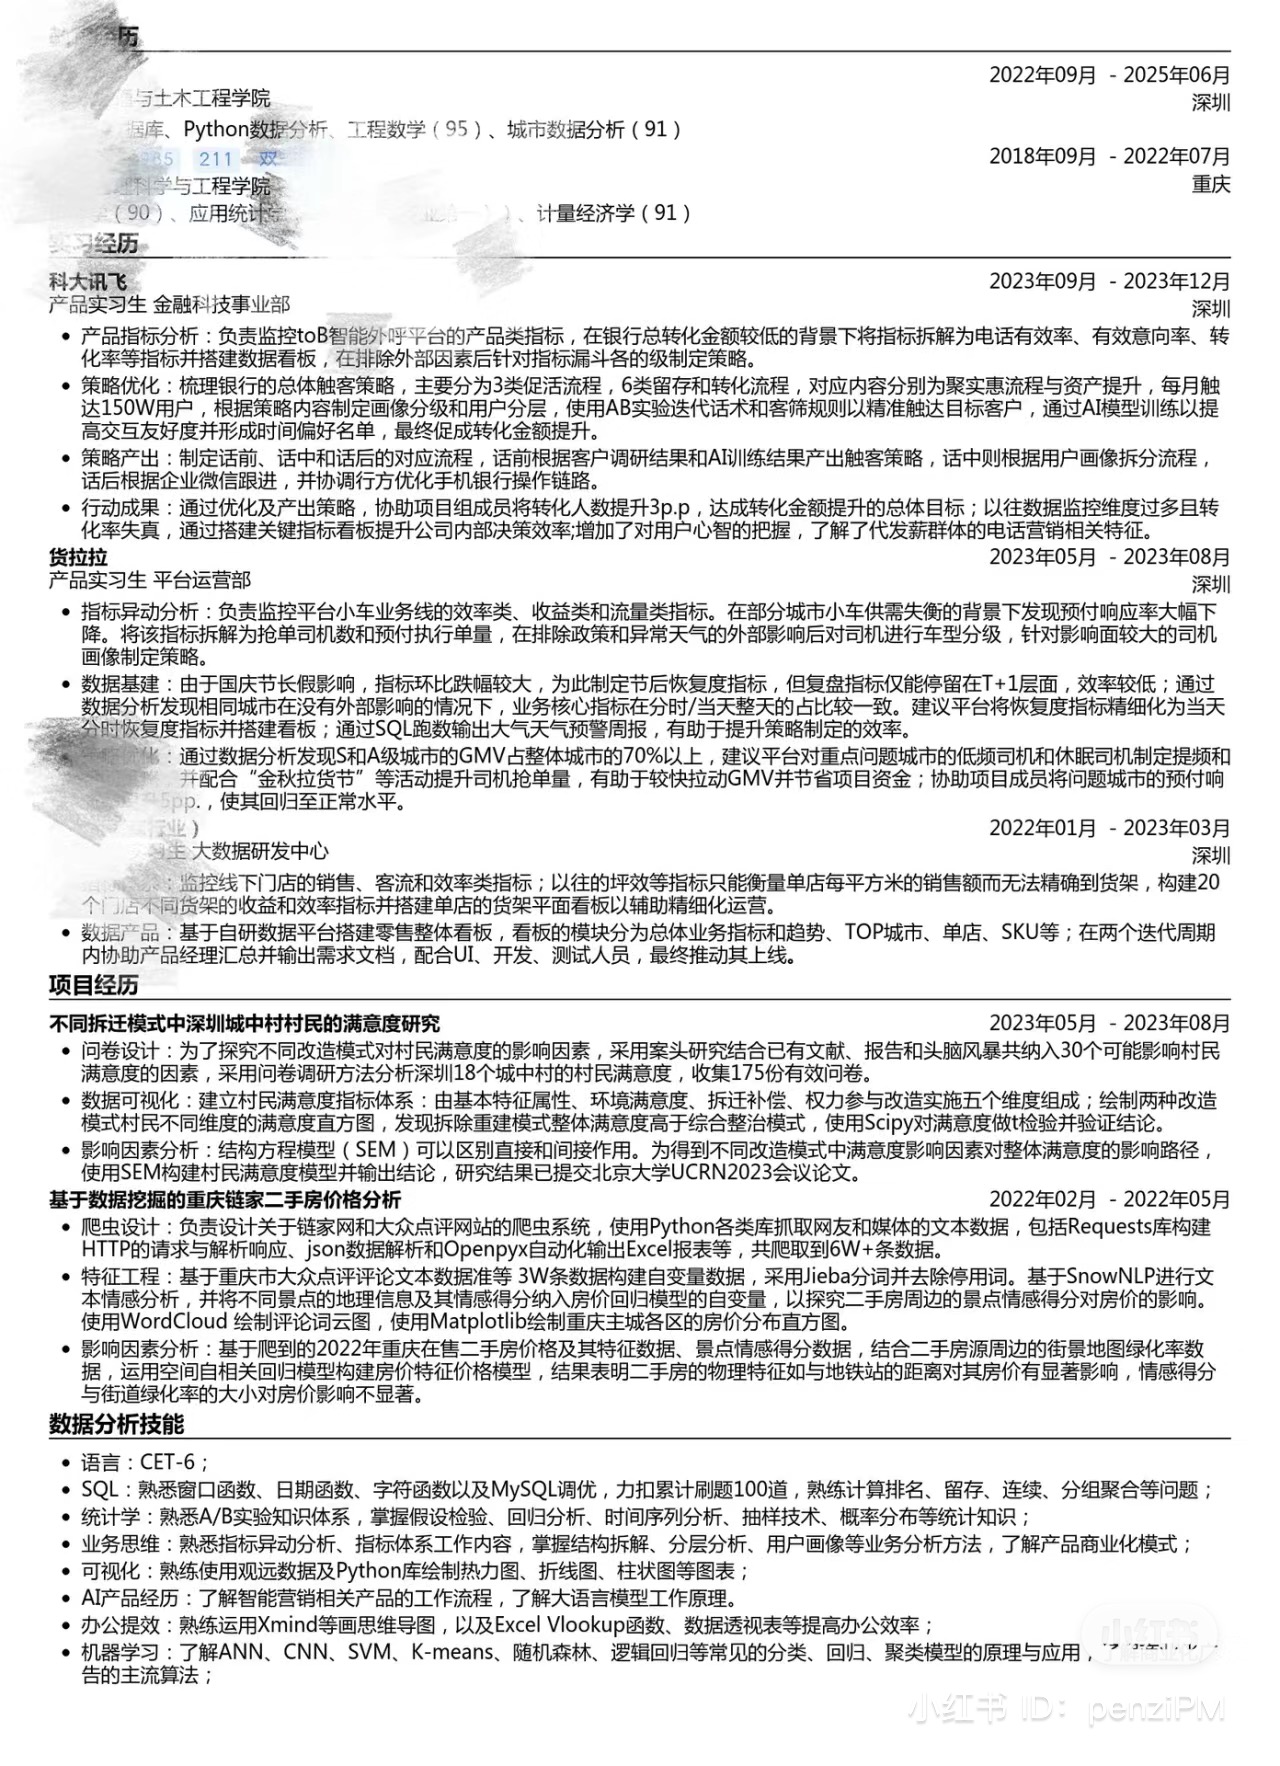 历
2022年09月 - 2025年06月
与土木工程学院
深圳
据库、Python数据分析、工程数学（95）、城市数据分析（91）
985 211 双
2018年09月 - 2022年07月
理科学与工程学院
重庆
（90）、应用统计学 、计量经济学（91）
实习经历
科大讯飞
2023年09月 - 2023年12月
产品实习生 金融科技事业部
深圳
• 产品指标分析：负责监控toB智能外呼平台的产品类指标，在银行总转化金额较低的背景下将指标拆解为电话有效率、有效意向率、转
化率等指标并搭建数据看板，在排除外部因素后针对指标漏斗各的级制定策略。
• 策略优化：梳理银行的总体触客策略，主要分为3类促活流程，6类留存和转化流程，对应内容分别为聚实惠流程与资产提升，每月触
达150W用户，根据策略内容制定画像分级和用户分层，使用AB实验迭代话术和客筛规则以精准触达目标客户，通过AI模型训练以提
高交互友好度并形成时间偏好名单，最终促成转化金额提升。
• 策略产出：制定话前、话中和话后的对应流程，话前根据客户调研结果和AI训练结果产出触客策略，话中则根据用户画像拆分流程，
话后根据企业微信跟进，并协调行方优化手机银行操作链路。
• 行动成果：通过优化及产出策略，协助项目组成员将转化人数提升3p.p，达成转化金额提升的总体目标；以往数据监控维度过多且转
化率失真，通过搭建关键指标看板提升公司内部决策效率;增加了对用户心智的把握，了解了代发薪群体的电话营销相关特征。
货拉拉
2023年05月 - 2023年08月
产品实习生 平台运营部
深圳
• 指标异动分析：负责监控平台小车业务线的效率类、收益类和流量类指标。在部分城市小车供需失衡的背景下发现预付响应率大幅下
降。将该指标拆解为抢单司机数和预付执行单量，在排除政策和异常天气的外部影响后对司机进行车型分级，针对影响面较大的司机
画像制定策略。
• 数据基建：由于国庆节长假影响，指标环比跌幅较大，为此制定节后恢复度指标，但复盘指标仅能停留在T+1层面，效率较低；通过
数据分析发现相同城市在没有外部影响的情况下，业务核心指标在分时/当天整天的占比较一致。建议平台将恢复度指标精细化为当天
分时恢复度指标并搭建看板；通过SQL跑数输出大气天气预警周报，有助于提升策略制定的效率。
化：通过数据分析发现S和A级城市的GMV占整体城市的70%以上，建议平台对重点问题城市的低频司机和休眠司机制定提频和
并配合“金秋拉货节”等活动提升司机抢单量，有助于较快拉动GMV并节省项目资金；协助项目成员将问题城市的预付响
5pp.，使其回归至正常水平。
行业）
2022年01月 - 2023年03月
实习生 大数据研发中心
深圳
：监控线下门店的销售、客流和效率类指标；以往的坪效等指标只能衡量单店每平方米的销售额而无法精确到货架，构建20
个门店不同货架的收益和效率指标并搭建单店的货架平面看板以辅助精细化运营。
• 数据产品：基于自研数据平台搭建零售整体看板，看板的模块分为总体业务指标和趋势、TOP城市、单店、SKU等；在两个迭代周期
内协助产品经理汇总并输出需求文档，配合UI、开发、测试人员，最终推动其上线。
项目经历
不同拆迁模式中深圳城中村村民的满意度研究
2023年05月 - 2023年08月
• 问卷设计：为了探究不同改造模式对村民满意度的影响因素，采用案头研究结合已有文献、报告和头脑风暴共纳入30个可能影响村民
满意度的因素，采用问卷调研方法分析深圳18个城中村的村民满意度，收集175份有效问卷。
• 数据可视化：建立村民满意度指标体系：由基本特征属性、环境满意度、拆迁补偿、权力参与改造实施五个维度组成；绘制两种改造
模式村民不同维度的满意度直方图，发现拆除重建模式整体满意度高于综合整治模式，使用Scipy对满意度做t检验并验证结论。
• 影响因素分析：结构方程模型（SEM）可以区别直接和间接作用。为得到不同改造模式中满意度影响因素对整体满意度的影响路径，
使用SEM构建村民满意度模型并输出结论，研究结果已提交北京大学UCRN2023会议论文。
基于数据挖掘的重庆链家二手房价格分析
2022年02月 - 2022年05月
• 爬虫设计：负责设计关于链家网和大众点评网站的爬虫系统，使用Python各类库抓取网友和媒体的文本数据，包括Requests库构建
HTTP的请求与解析响应、json数据解析和Openpyx自动化输出Excel报表等，共爬取到6W+条数据。
• 特征工程：基于重庆市大众点评评论文本数据准等 3W条数据构建自变量数据，采用Jieba分词并去除停用词。基于SnowNLP进行文
本情感分析，并将不同景点的地理信息及其情感得分纳入房价回归模型的自变量，以探究二手房周边的景点情感得分对房价的影响。
使用WordCloud 绘制评论词云图，使用Matplotlib绘制重庆主城各区的房价分布直方图。
• 影响因素分析：基于爬到的2022年重庆在售二手房价格及其特征数据、景点情感得分数据，结合二手房源周边的街景地图绿化率数
据，运用空间自相关回归模型构建房价特征价格模型，结果表明二手房的物理特征如与地铁站的距离对其房价有显著影响，情感得分
与街道绿化率的大小对房价影响不显著。
数据分析技能
• 语言：CET-6；
• SQL：熟悉窗口函数、日期函数、字符函数以及MySQL调优，力扣累计刷题100道，熟练计算排名、留存、连续、分组聚合等问题；
• 统计学：熟悉A/B实验知识体系，掌握假设检验、回归分析、时间序列分析、抽样技术、概率分布等统计知识；
• 业务思维：熟悉指标异动分析、指标体系工作内容，掌握结构拆解、分层分析、用户画像等业务分析方法，了解产品商业化模式；
• 可视化：熟练使用观远数据及Python库绘制热力图、折线图、柱状图等图表；
• AI产品经历：了解智能营销相关产品的工作流程，了解大语言模型工作原理。
• 办公提效：熟练运用Xmind等画思维导图，以及Excel Vlookup函数、数据透视表等提高办公效率；
• 机器学习：了解ANN、CNN、SVM、K-means、随机森林、逻辑回归等常见的分类、回归、聚类模型的原理与应用，
告的主流算法；
小红书
小红书 ID：penziPM